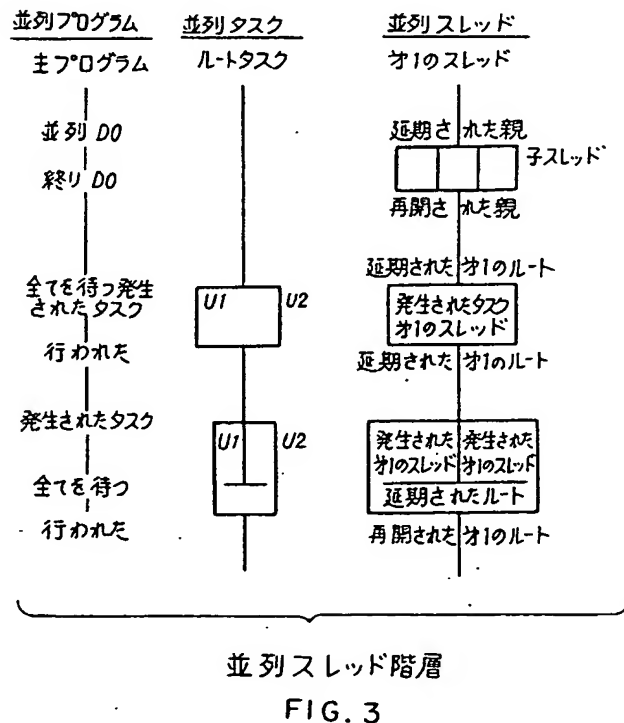 並列プログラム
主プログラム
並列 DO
終り DO
全てを待つ発生
されたタスク
行われた
発生されたタスク
全てを待つ
行われた
並列タスク
ルートタスク
U1
U2
U1
U2
並列スレッド
才1のスレッド
延期された親
子スレッド
再開された親
延期された才1のルート
発生されたタスク
才1のスレッド
延期された才1のルート
発生された 発生された
才1のスレッド 才1のスレッド
延期されたルート
再開された才1のルート
並列スレッド階層
FIG. 3